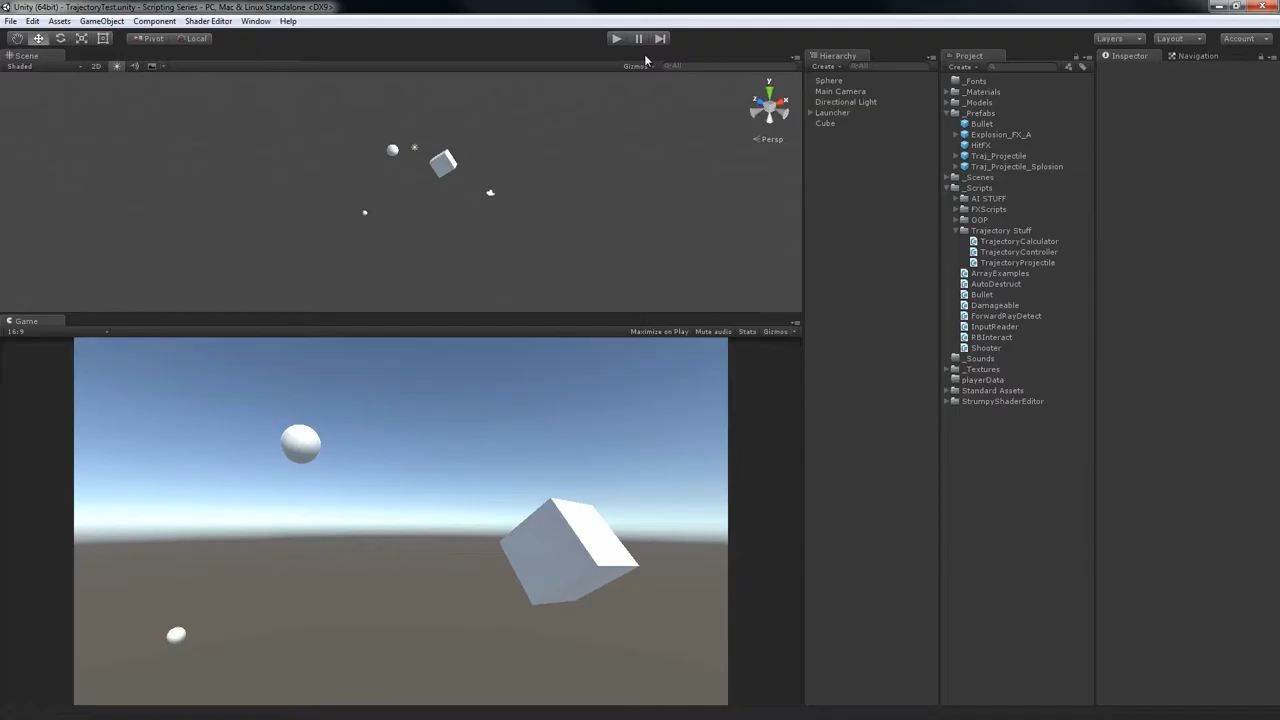 Unity (64bit) - TrajectoryTest.unity - Scripting Series - PC, Mac & Linux Standalone <DX9>
File Edit Assets GameObject Component Shader Editor Window Help
Pivot Local Layers Layout Account
Scene
Shaded 2D Gizmos All
y
z x
Persp
Hierarchy
Create All
Sphere
Main Camera
Directional Light
Launcher
Cube
Project
Create
_Fonts
_Materials
_Models
_Prefabs
Bullet
Explosion_FX_A
HitFX
Traj_Projectile
Traj_Projectile_Splosion
_Scenes
_Scripts
AI STUFF
FXScripts
OOP
Trajectory Stuff
TrajectoryCalculator
TrajectoryController
TrajectoryProjectile
ArrayExamples
AutoDestruct
Bullet
Damageable
ForwardRayDetect
InputReader
RBInteract
Shooter
_Sounds
_Textures
playerData
Standard Assets
StrumpyShaderEditor
Inspector Navigation
Game
16:9 Maximize on Play Mute audio Stats Gizmos